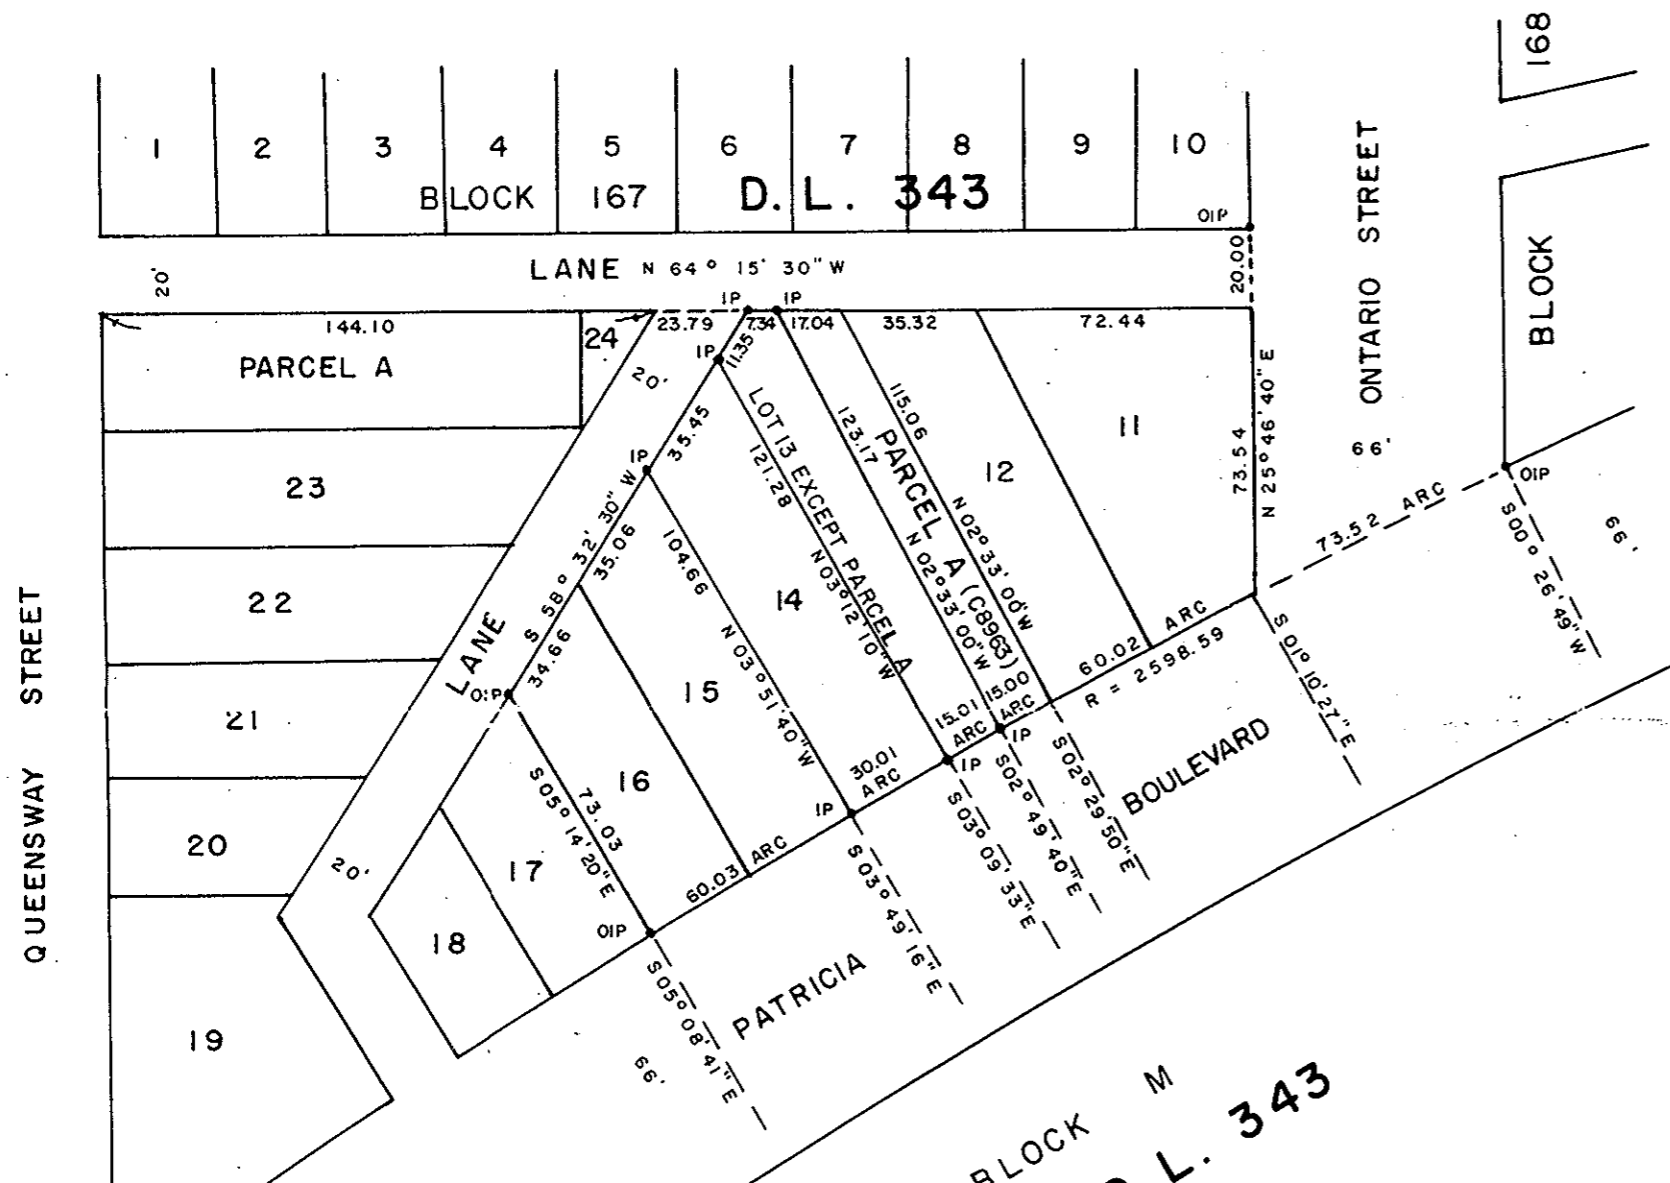 168
1 2 3 4 5 6 7 8 9 10
BLOCK 167 D. L. 343
OIP
ONTARIO STREET
BLOCK
LANE N 64° 15' 30" W
20'
20.00
IP IP
144.10
24
23.79 7.34 17.04 35.32 72.44
PARCEL A
IP
11.35
20'
35.45
LOT 13 EXCEPT PARCEL A
121.28
N 03° 12' 10" W
123.17
N 02° 33' 00" W
PARCEL A (C8963)
115.06
N 02° 33' 00" W
12
11
73.54
N 25° 46' 40" E
66'
OIP
73.52 ARC
S 00° 26' 49" W
66'
23
IP
S 58° 32' 30" W
35.06
104.66
N 03° 51' 40" W
14
22
LANE
34.66
OIP
15
QUEENSWAY STREET
21
16
73.03
S 05° 14' 20" E
60.02 ARC
R = 2598.59
15.00
ARC
15.01
ARC
IP
IP
30.01
ARC
IP
S 01° 10' 27" E
S 02° 29' 50" E
S 02° 49' 40" E
S 03° 09' 33" E
S 03° 49' 16" E
20
20'
17
60.03 ARC
OIP
18
S 05° 08' 41" E
PATRICIA BOULEVARD
19
66'
BLOCK M
L. 343